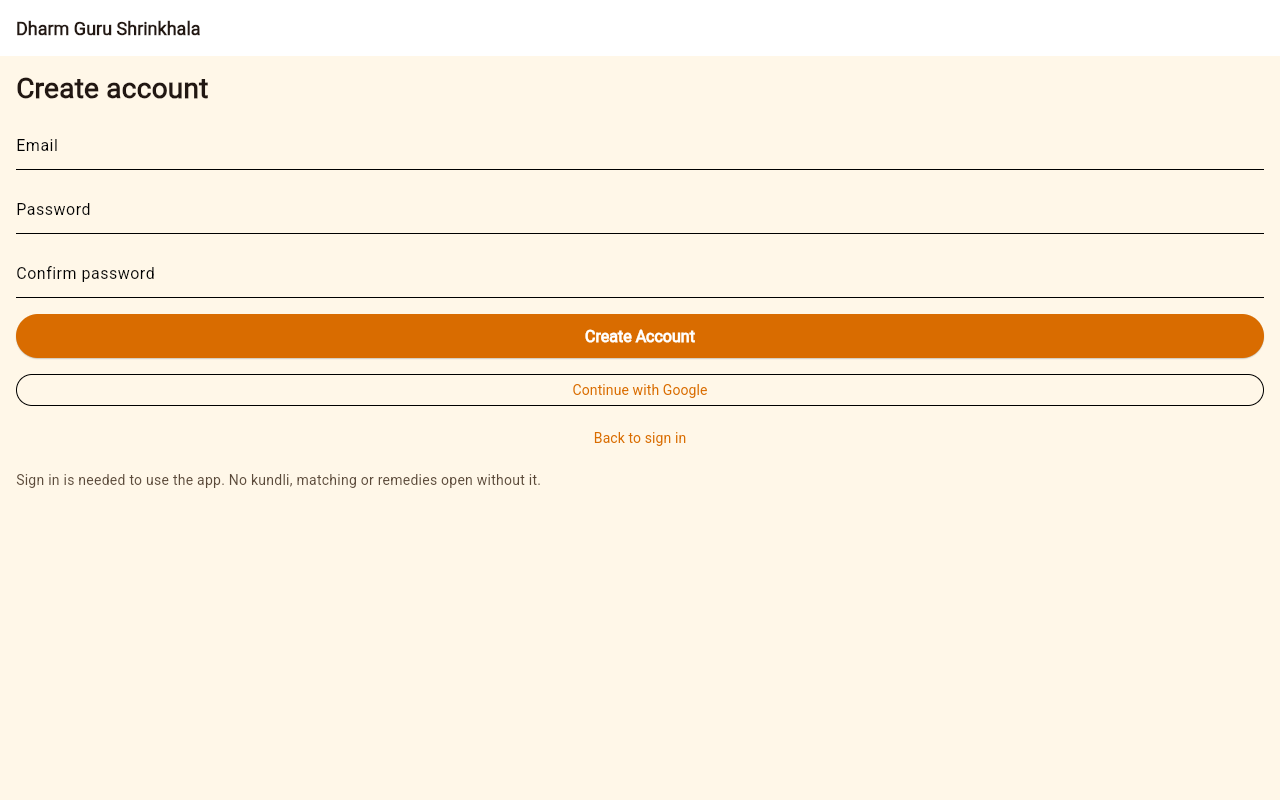 Dharm Guru Shrinkhala
Create account
Email
Password
Confirm password
Create Account
Continue with Google
Back to sign in
Sign in is needed to use the app. No kundli, matching or remedies open without it.